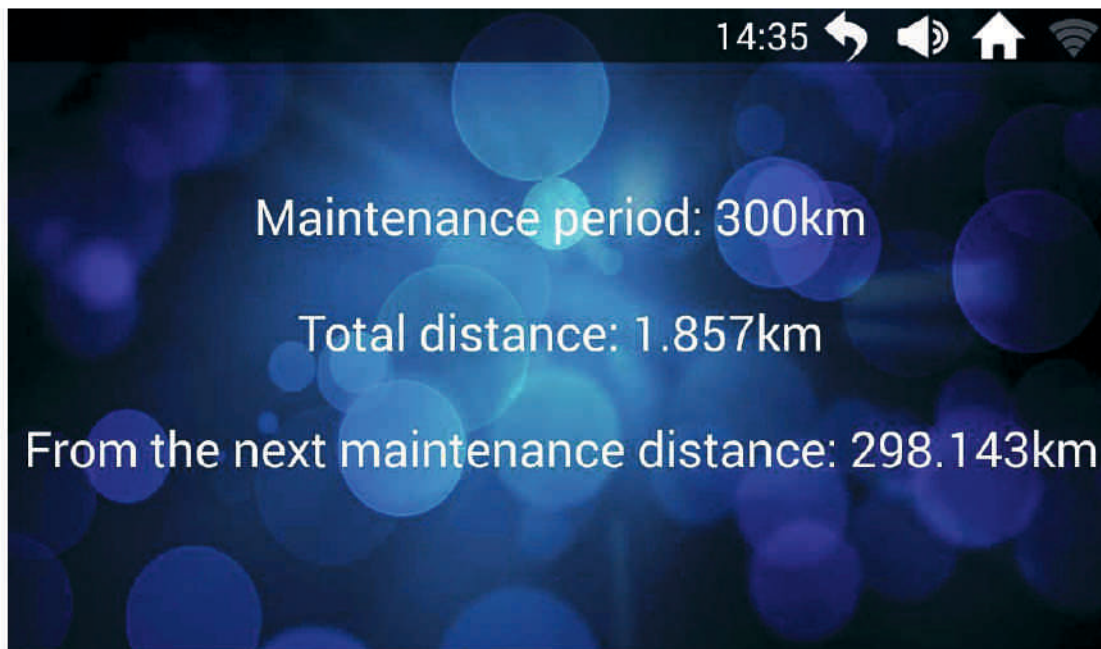 14:35
Maintenance period: 300km
Total distance: 1.857km
From the next maintenance distance: 298.143km